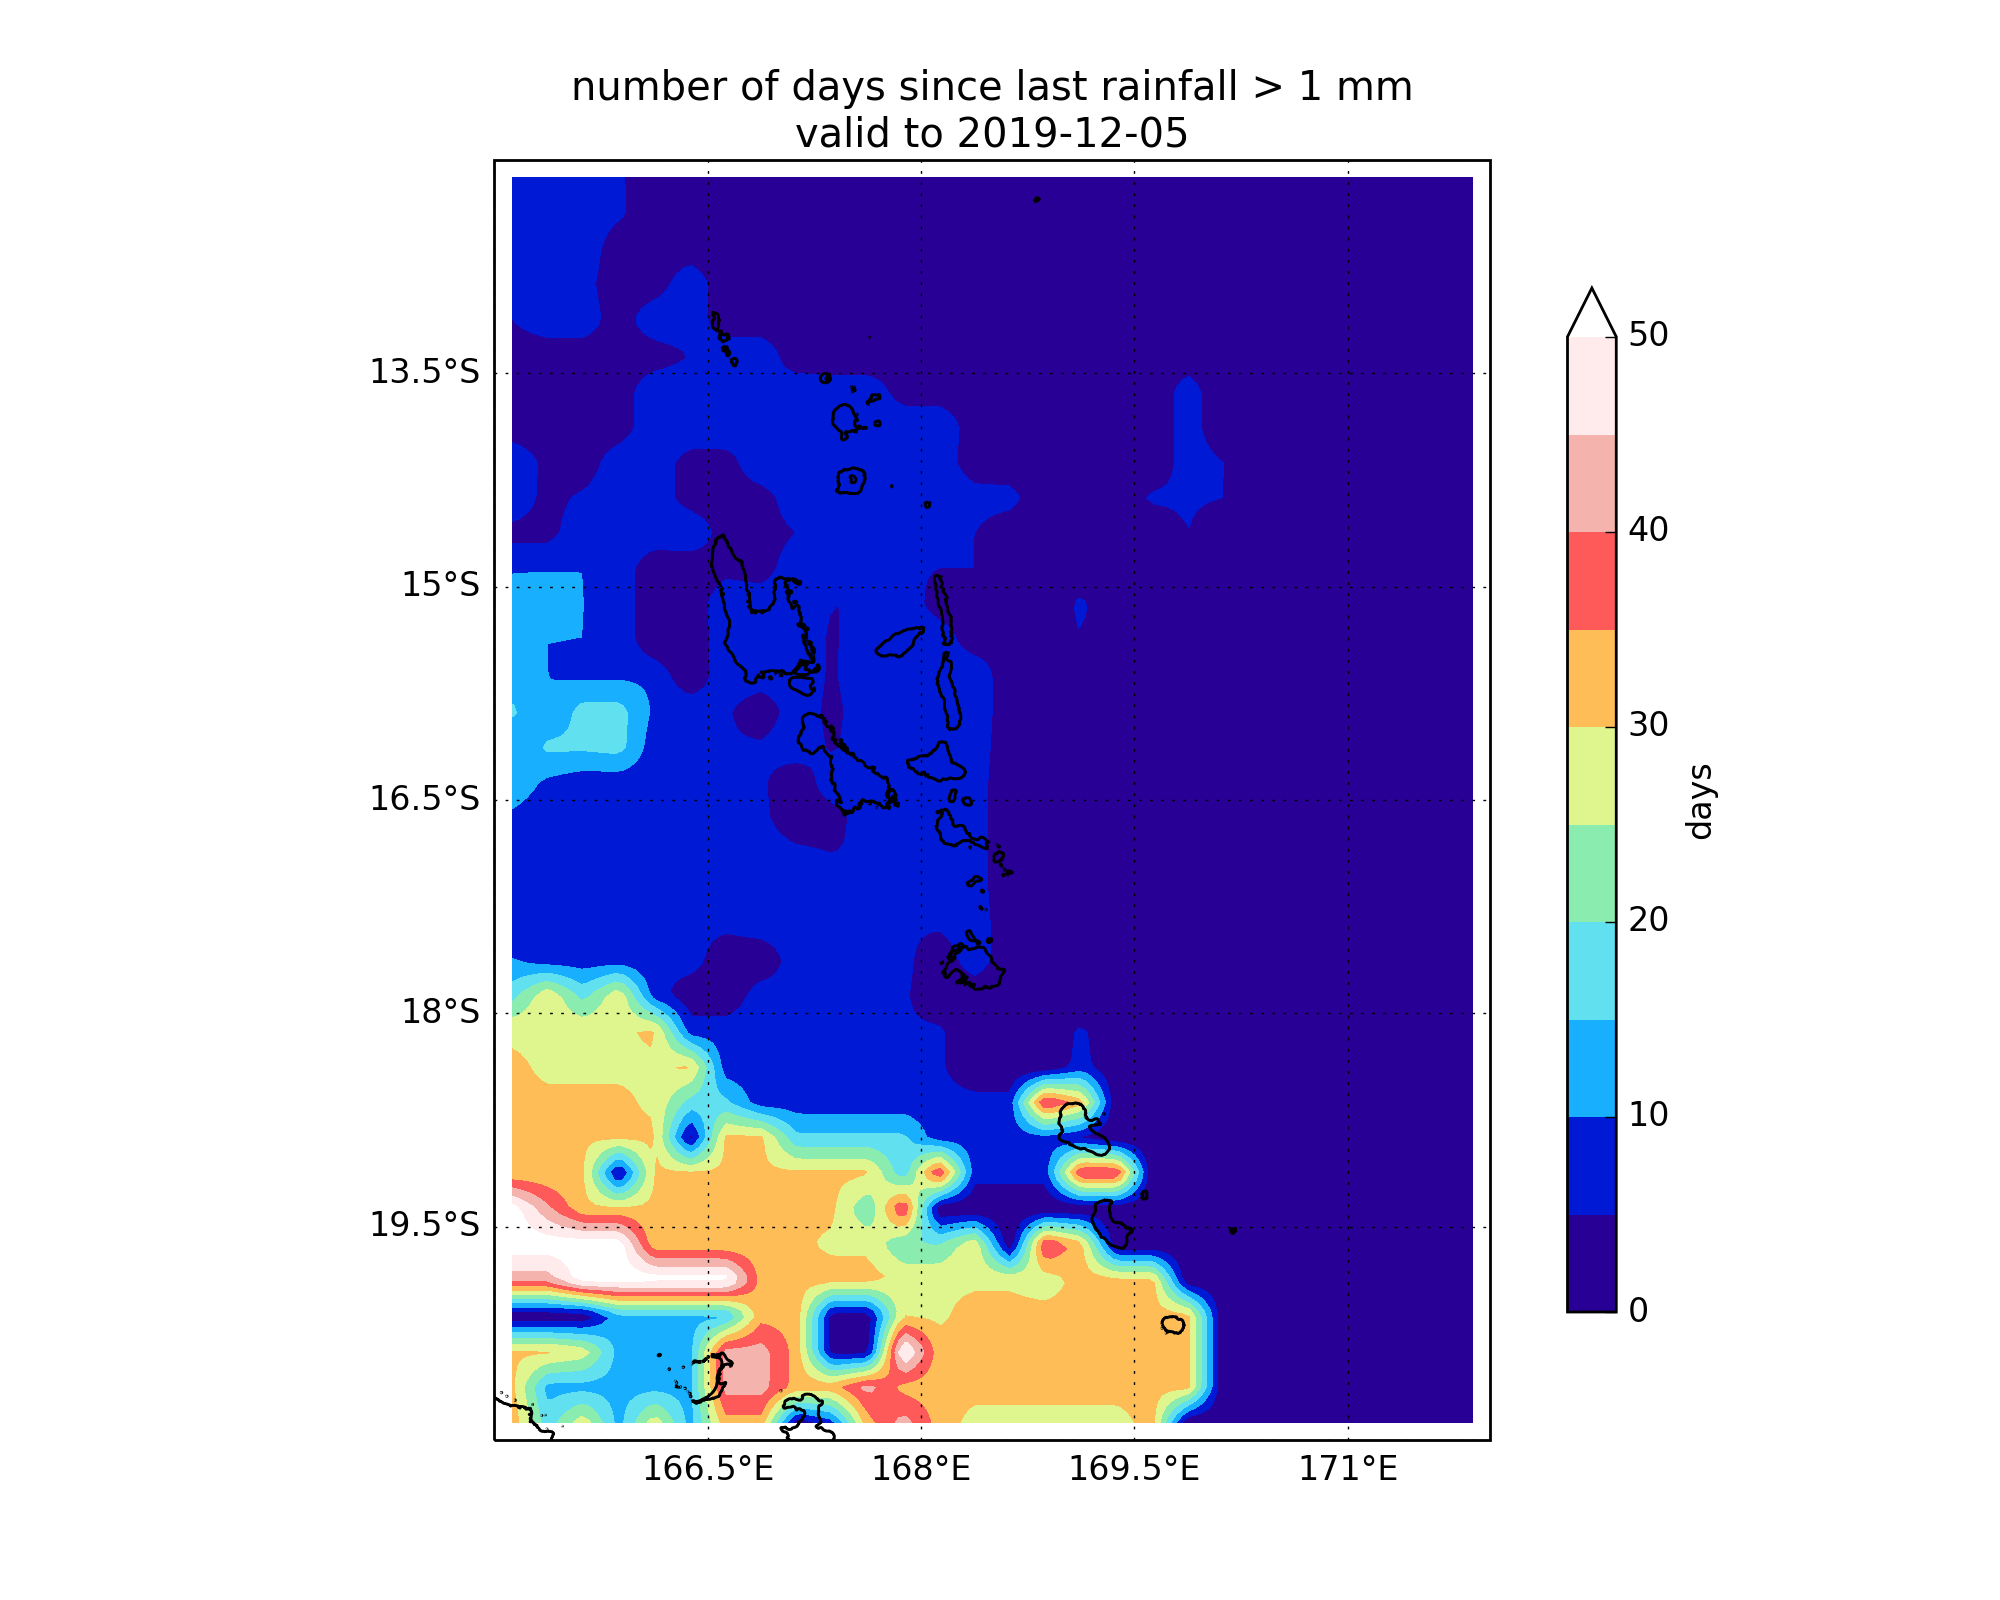 number of days since last rainfall > 1 mm
valid to 2019-12-05
13.5°S
15°S
16.5°S
18°S
19.5°S
166.5°E
168°E
169.5°E
171°E
50
40
30
20
10
0
days